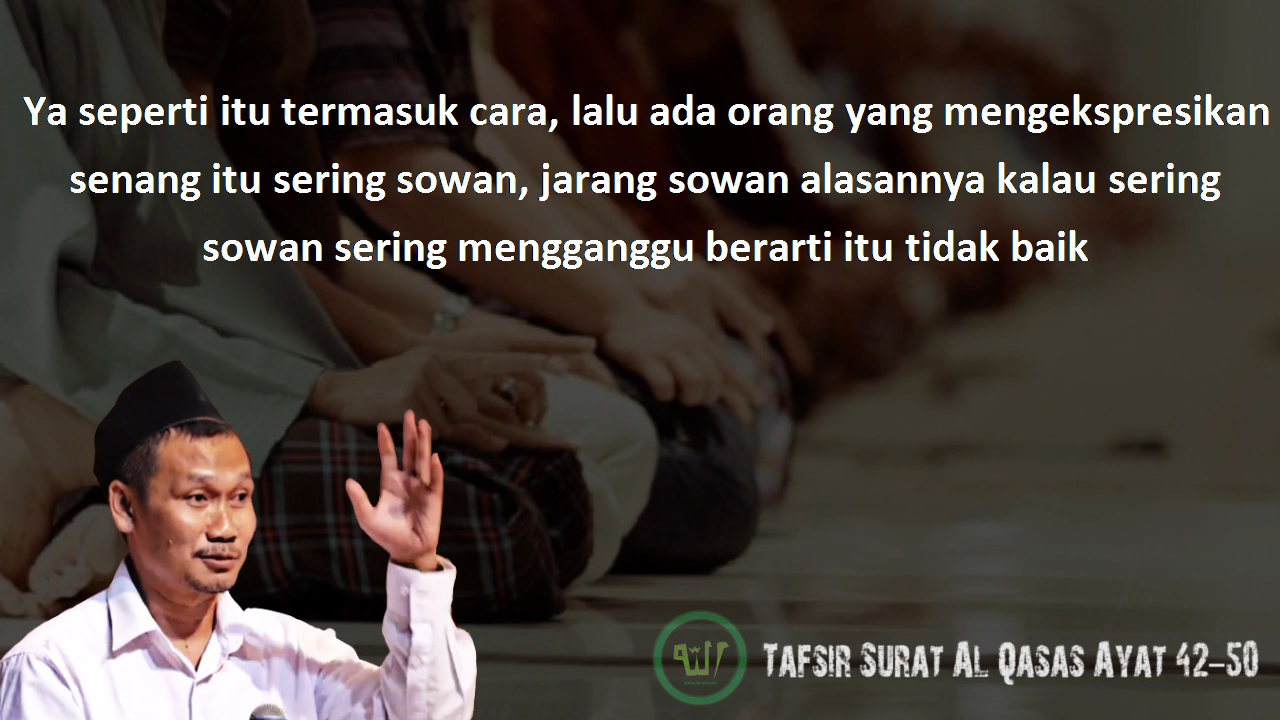 Ya seperti itu termasuk cara, lalu ada orang yang mengekspresikan
senang itu sering sowan, jarang sowan alasannya kalau sering
sowan sering mengganggu berarti itu tidak baik
Tafsir Surat Al Qasas Ayat 42-50